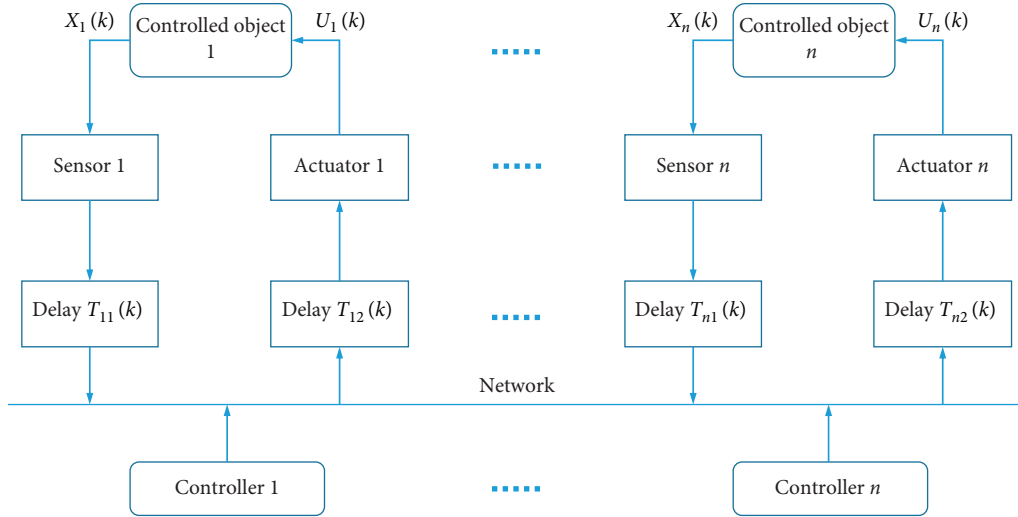 X₁(k)
Controlled object
1
U₁(k)
Xₙ(k)
Controlled object
n
Uₙ(k)
Sensor 1
Actuator 1
Sensor n
Actuator n
Delay T₁₁(k)
Delay T₁₂(k)
Delay Tₙ₁(k)
Delay Tₙ₂(k)
Network
Controller 1
Controller n